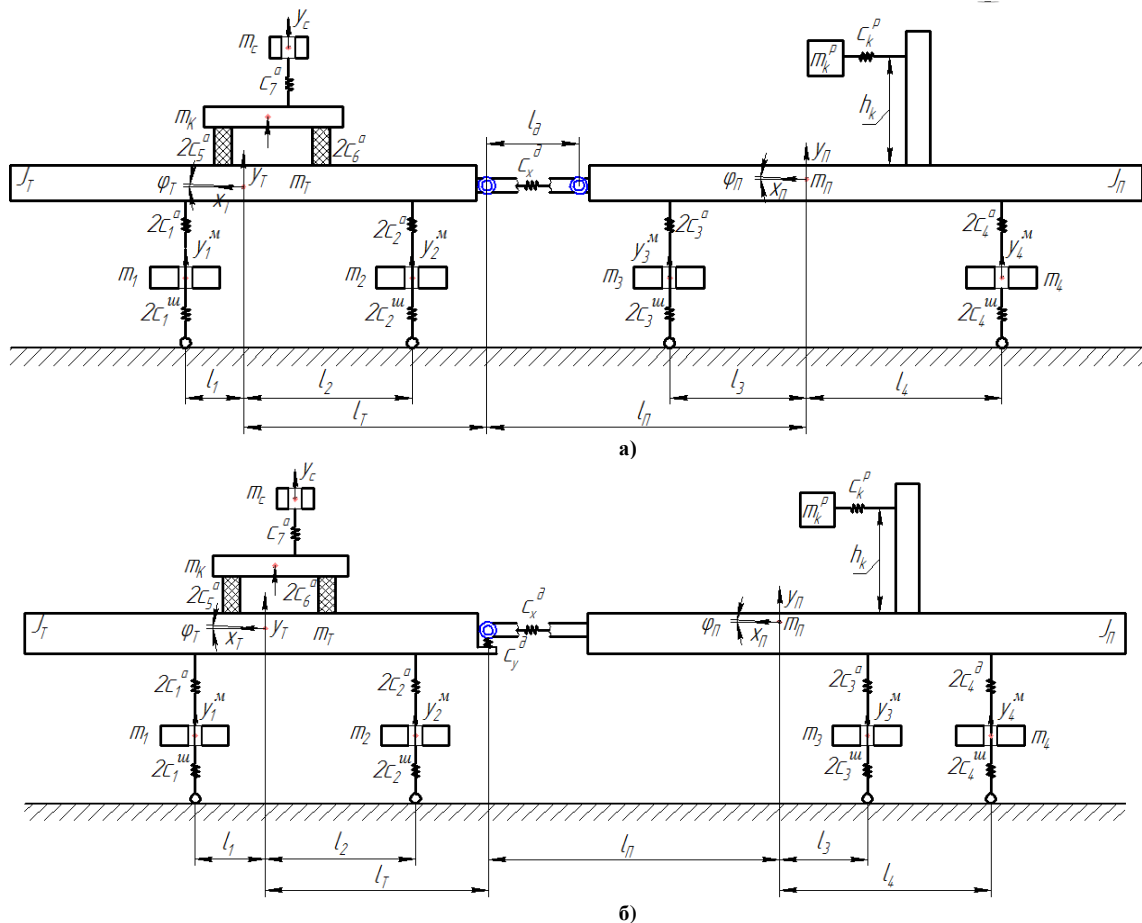 y_c
m_c
c_7^a
m_К
2c_5^a
2c_6^a
l_д
c_x^д
c_k^p
m_k^p
h_k
J_T
φ_T
x_T
y_T
m_T
φ_П
x_П
y_П
m_П
J_П
2c_1^a
2c_2^a
2c_3^a
2c_4^a
y_1^м
y_2^м
y_3^м
y_4^м
m_1
m_2
m_3
m_4
2c_1^ш
2c_2^ш
2c_3^ш
2c_4^ш
l_1
l_2
l_3
l_4
l_T
l_П
а)
y_c
m_c
c_7^a
m_К
2c_5^a
2c_6^a
c_x^д
c_k^p
m_k^p
h_k
J_T
φ_T
x_T
y_T
m_T
c_y^д
φ_П
x_П
y_П
m_П
J_П
2c_1^a
2c_2^a
2c_3^a
2c_4^д
y_1^м
y_2^м
y_3^м
y_4^м
m_1
m_2
m_3
m_4
2c_1^ш
2c_2^ш
2c_3^ш
2c_4^ш
l_1
l_2
l_П
l_3
l_T
l_4
б)